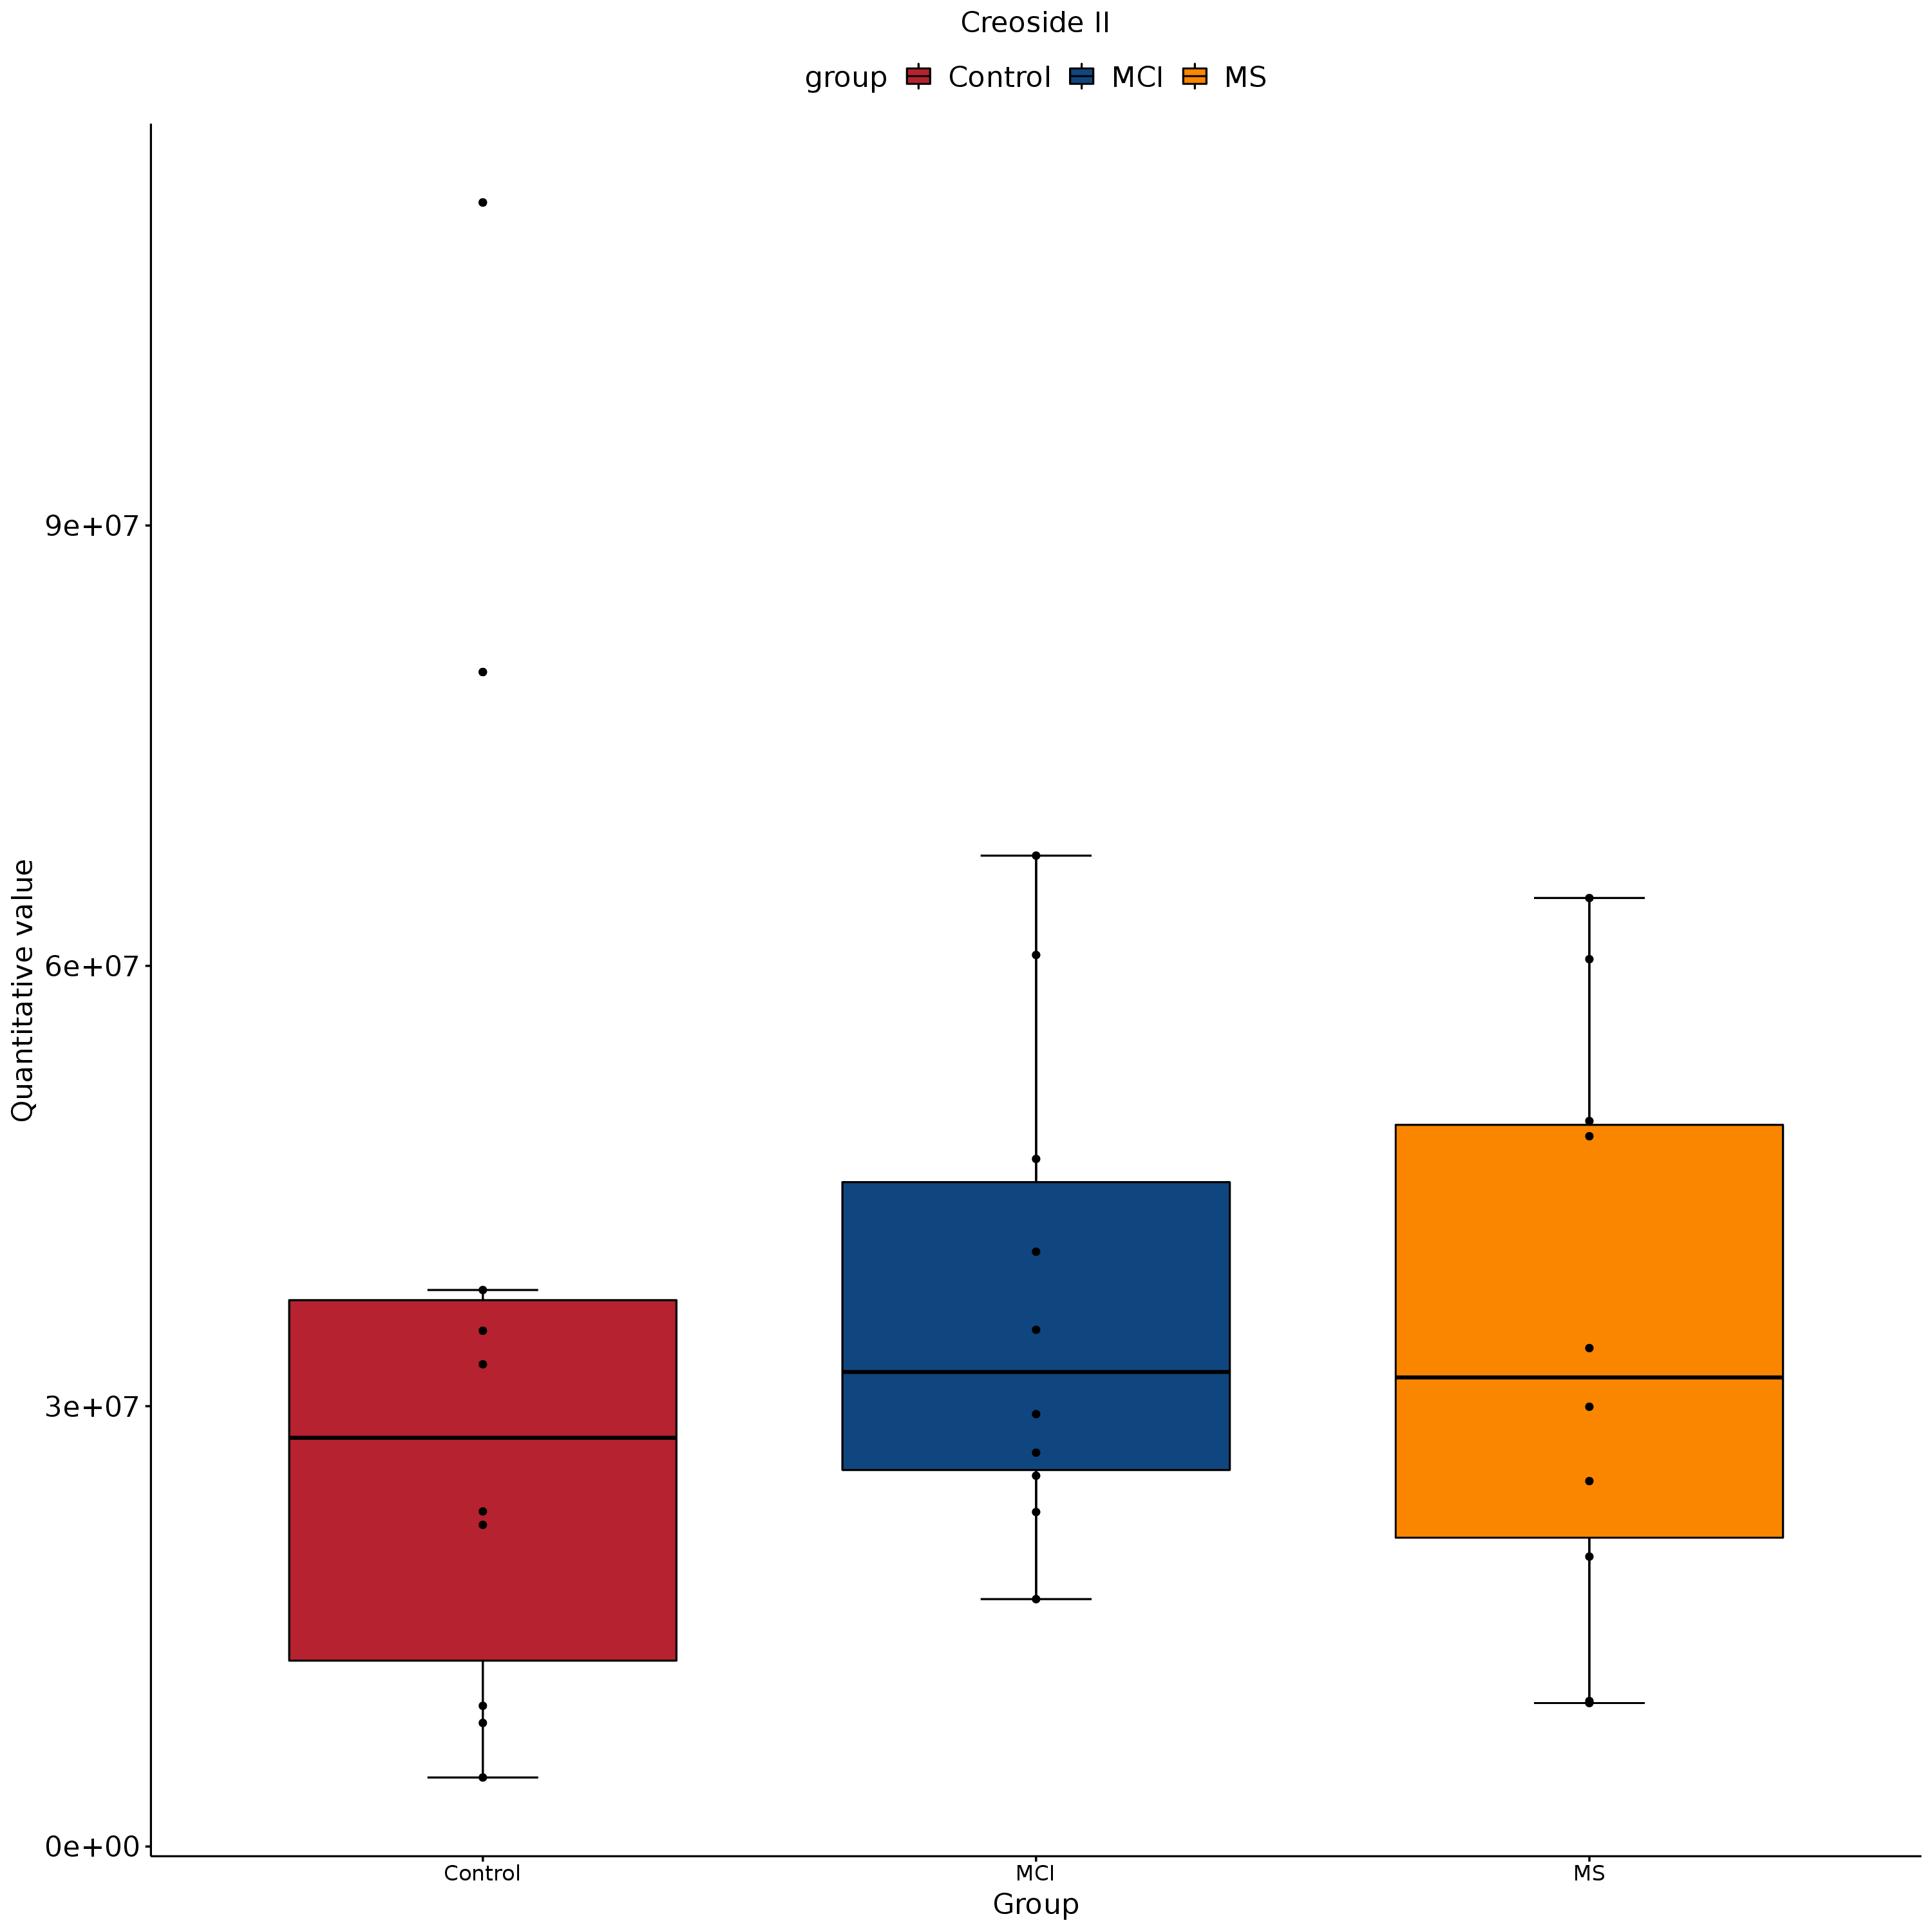 Creoside II
group Control MCI MS
Quantitative value
9e+07
6e+07
3e+07
0e+00
Control MCI MS
Group